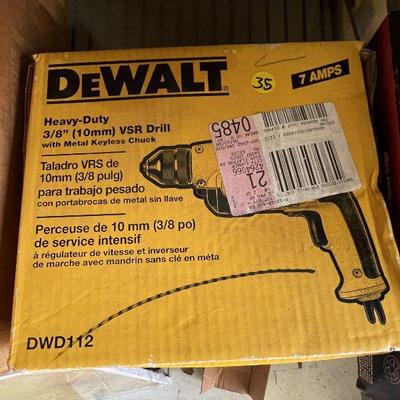 DEWALT
35
7 AMPS
Heavy-Duty
3/8" (10mm) VSR Drill
with Metal Keyless Chuck
0485
Taladro VRS de
10mm (3/8 pulg)
para trabajo pesado
con portabrocas de metal sin llave
Perceuse de 10 mm (3/8 po)
de service intensif
à régulateur de vitesse et inverseur
de marche avec mandrin sans clé en méta
DWD112